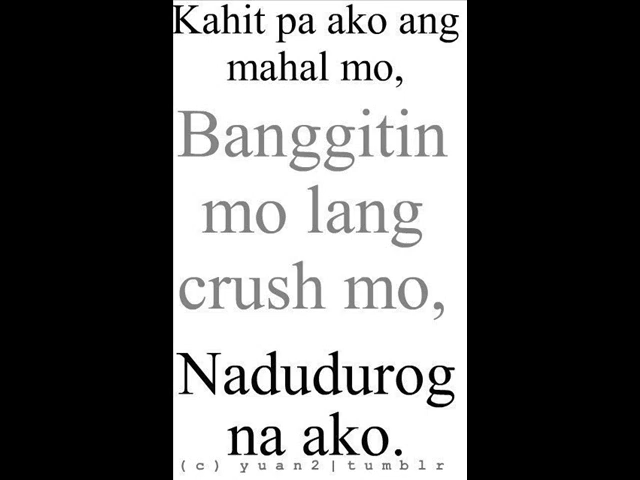 Kahit pa ako ang
mahal mo,
Banggitin
mo lang
crush mo,
Nadudurog
na ako.
(c) yuan2|tumblr